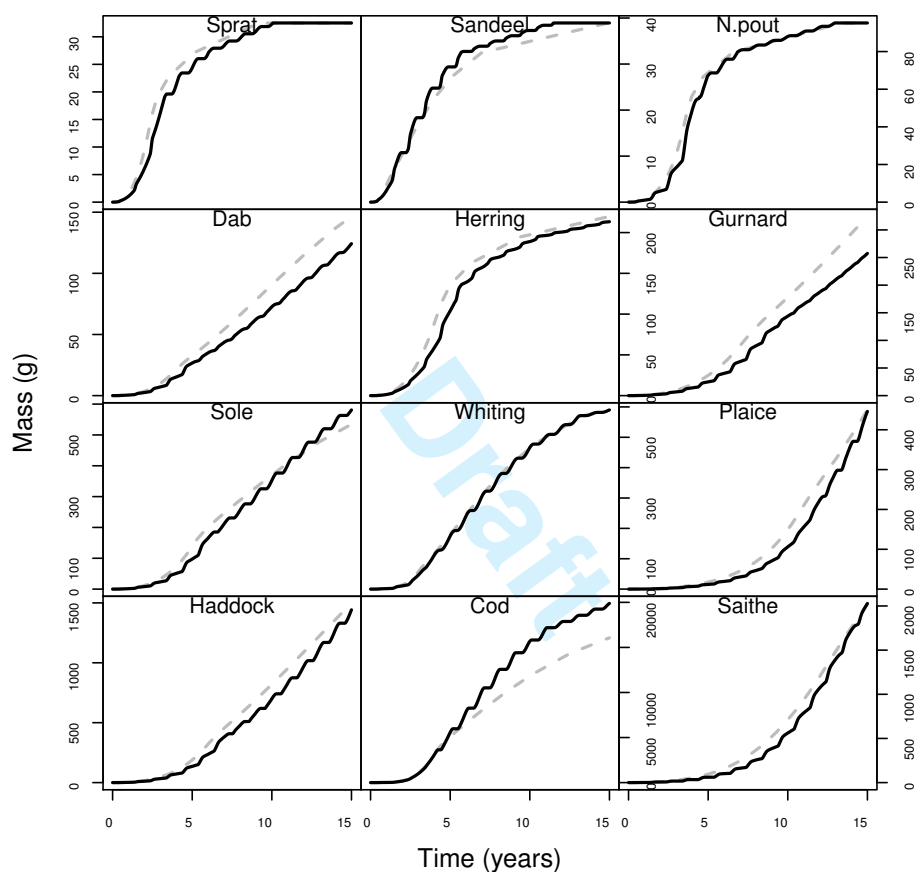 Sprat
Sandeel
N.pout
0 5 10 15 20 25 30
0 10 20 30 40
0 20 40 60 80
Dab
Herring
Gurnard
0 50 100 150
0 50 100 150 200
0 50 150 250
Sole
Whiting
Plaice
0 100 300 500
0 100 300 500
0 100 200 300 400
Haddock
Cod
Saithe
0 500 1000 1500
0 5000 10000 20000
0 500 1000 2000
0 5 10 15
0 5 10 15
0 5 10 15
Mass (g)
Time (years)
Draft